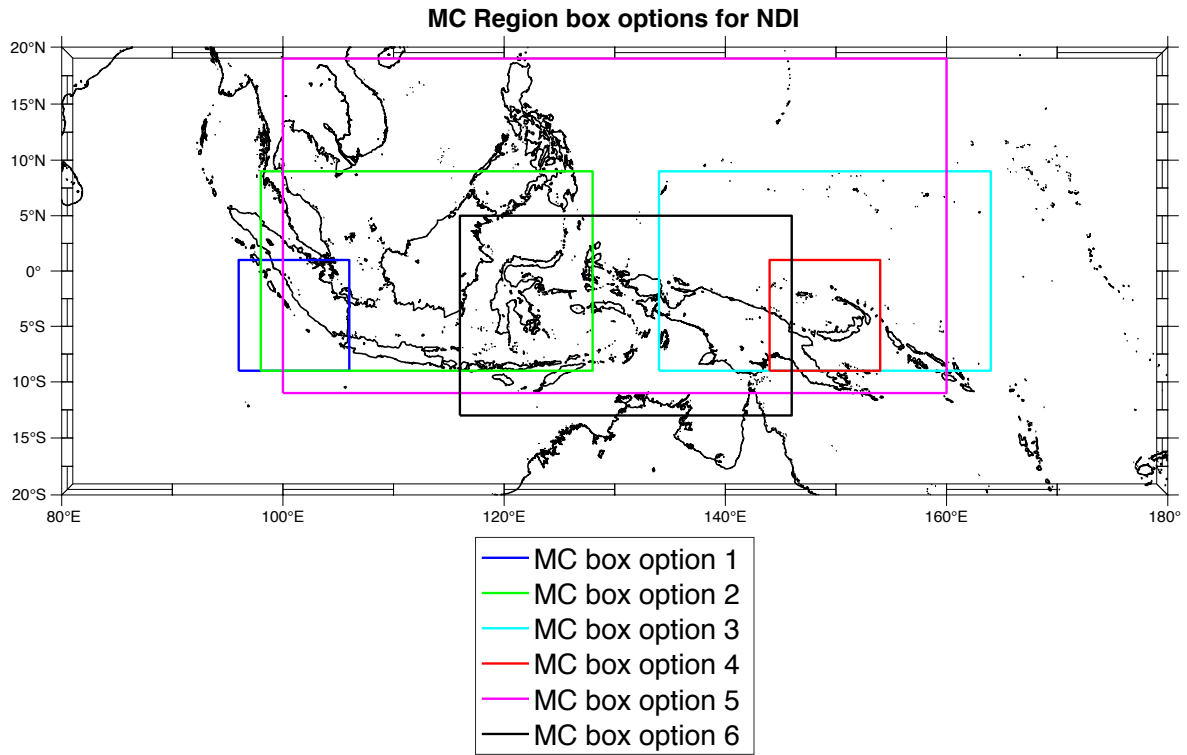 MC Region box options for NDI
20°N
15°N
10°N
5°N
0°
5°S
10°S
15°S
20°S
80°E
100°E
120°E
140°E
160°E
180°
MC box option 1
MC box option 2
MC box option 3
MC box option 4
MC box option 5
MC box option 6